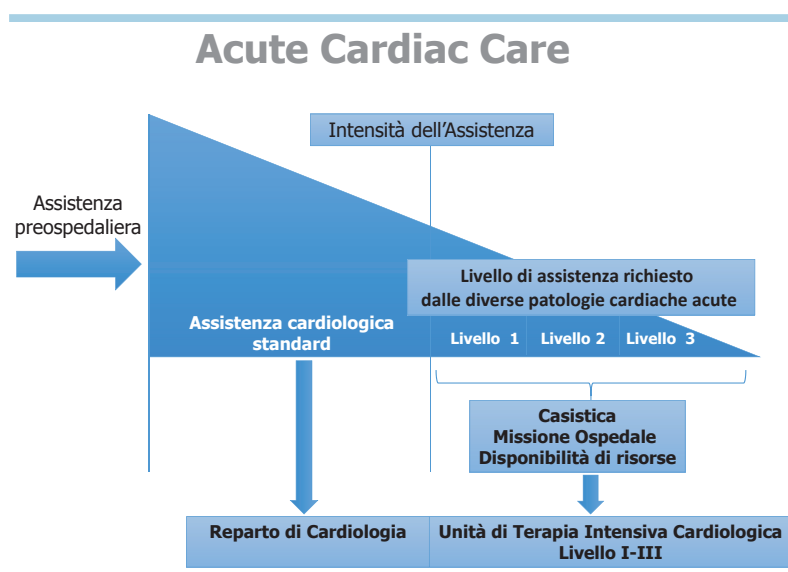 Acute Cardiac Care
Intensità dell'Assistenza
Assistenza
preospedaliera
Livello di assistenza richiesto
dalle diverse patologie cardiache acute
Assistenza cardiologica
standard
Livello 1
Livello 2
Livello 3
Casistica
Missione Ospedale
Disponibilità di risorse
Reparto di Cardiologia
Unità di Terapia Intensiva Cardiologica
Livello I-III